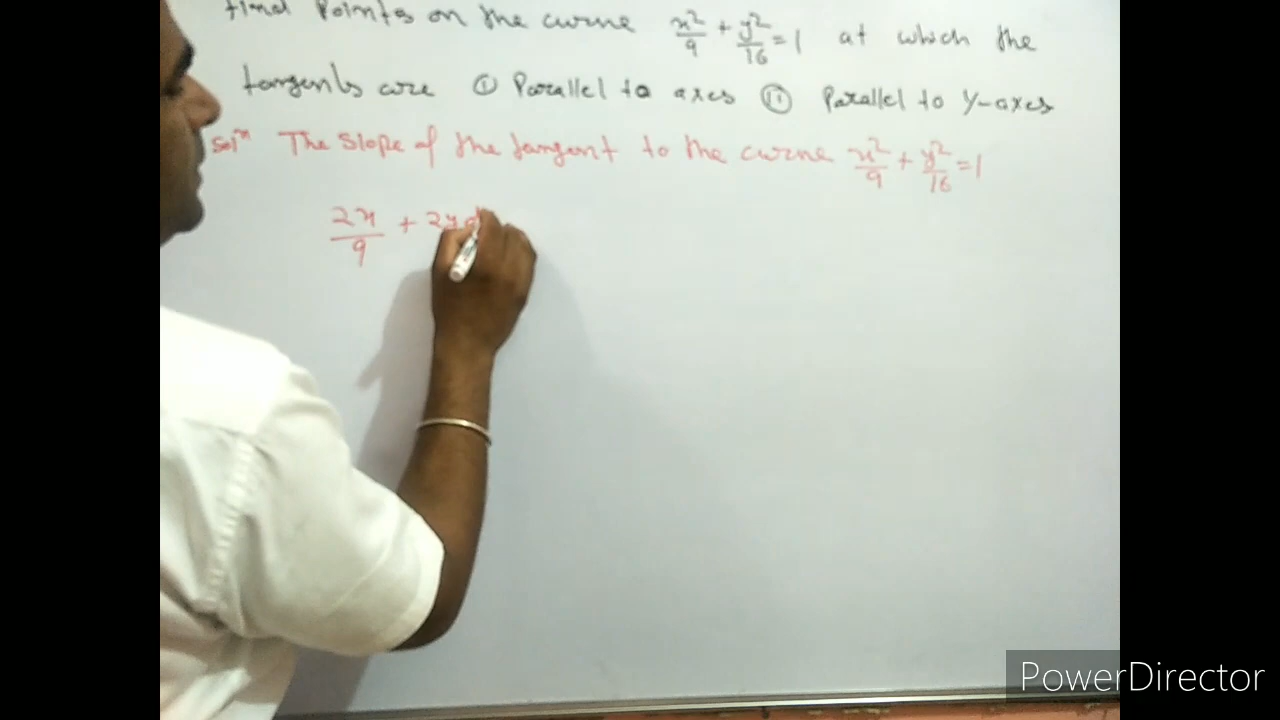 Find Points on the curve x²/9 + y²/16 = 1 at which the
tangents are (i) Parallel to axes (ii) Parallel to y-axes
Solⁿ The Slope of the tangent to the curve x²/9 + y²/16 = 1
2x/9 + 2y d
PowerDirector